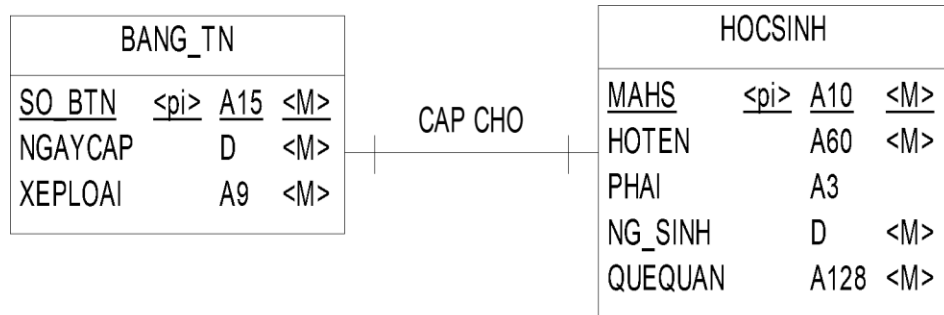 BANG_TN
SO_BTN <pi> A15 <M>
NGAYCAP D <M>
XEPLOAI A9 <M>
CAP CHO
HOCSINH
MAHS <pi> A10 <M>
HOTEN A60 <M>
PHAI A3
NG_SINH D <M>
QUEQUAN A128 <M>